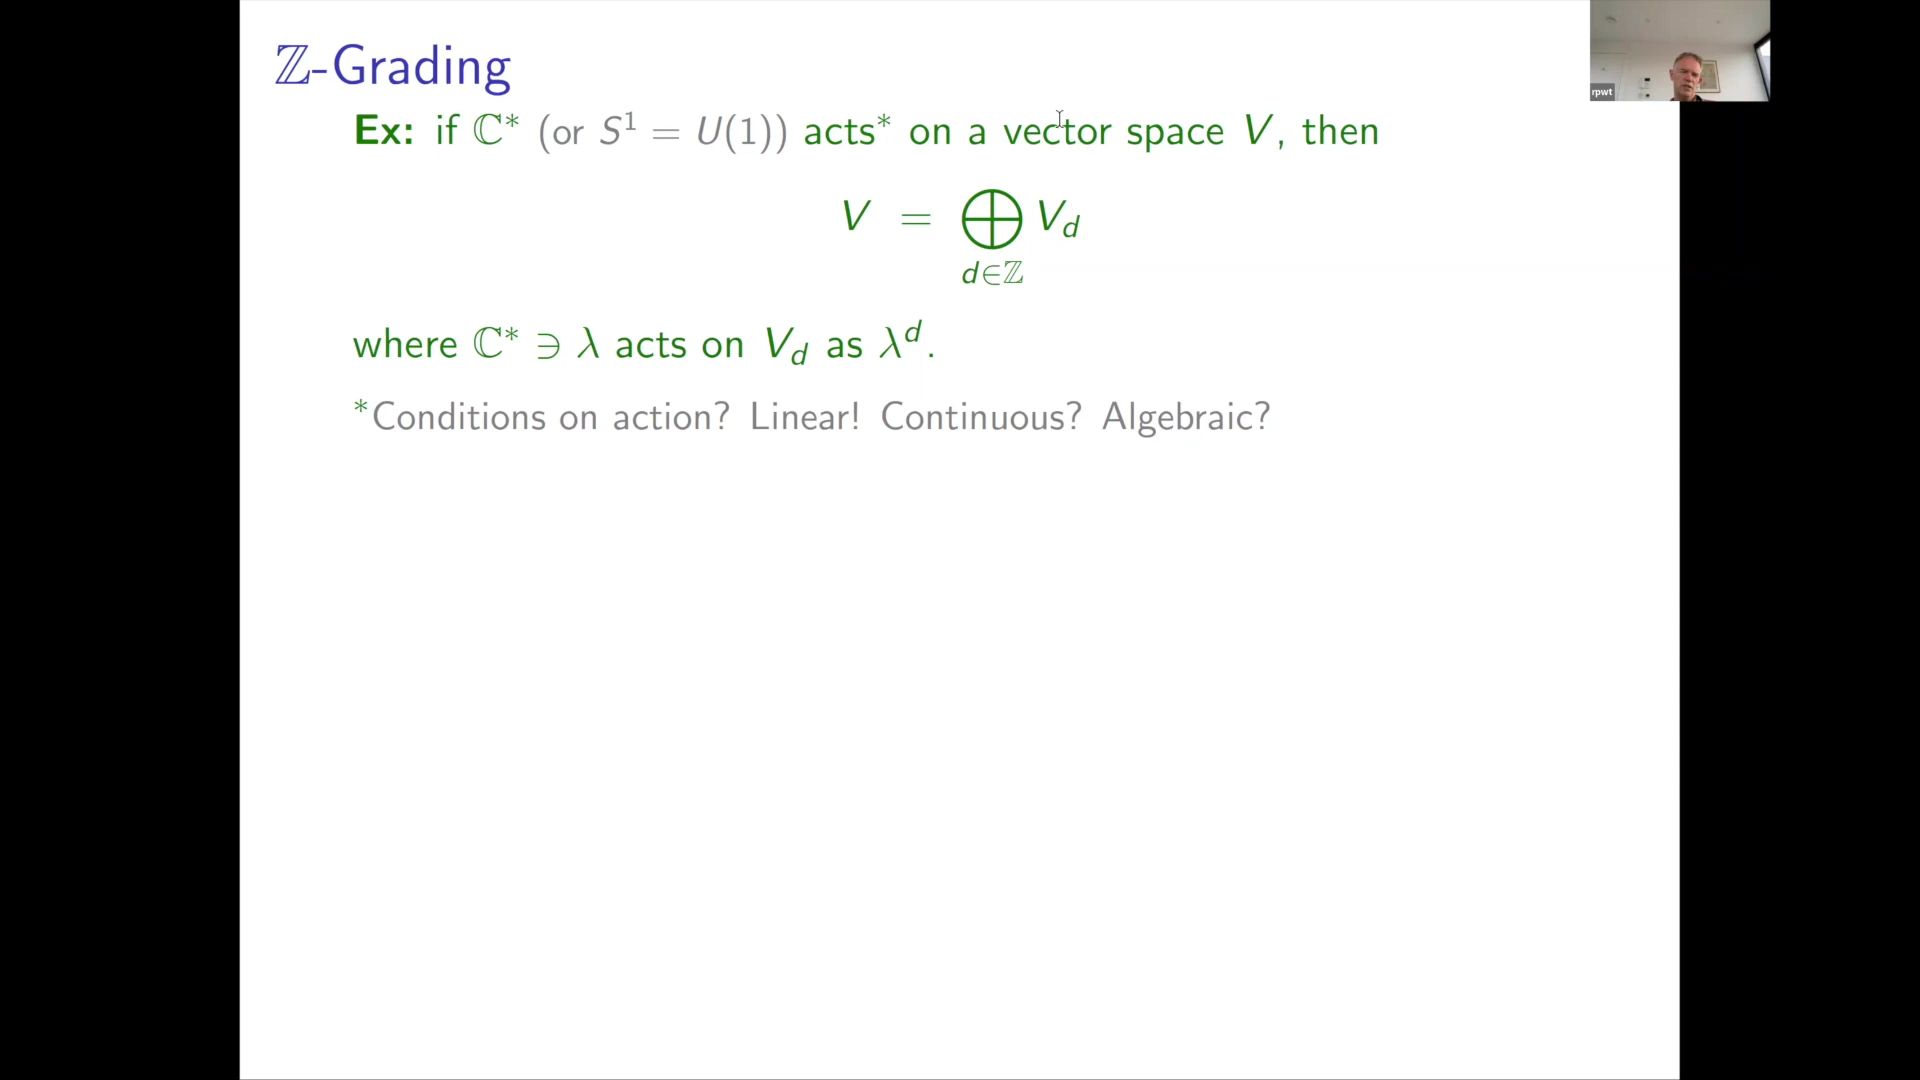 ℤ-Grading
rpwt
Ex: if ℂ* (or S¹ = U(1)) acts* on a vector space V, then
V = ⨁ V_d
d∈ℤ
where ℂ* ∋ λ acts on V_d as λ^d.
*Conditions on action? Linear! Continuous? Algebraic?